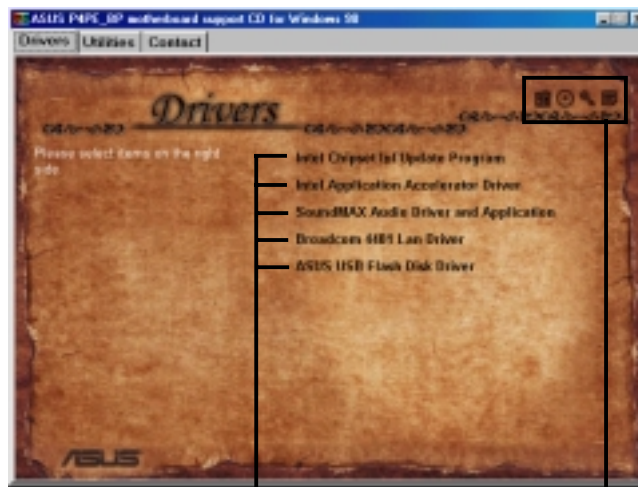 ASUS P4PE_BP motherboard support CD for Windows 98
Drivers Utilities Contact
Drivers
Please select items on the right
side.
Intel Chipset Inf Update Program
Intel Application Accelerator Driver
SoundMAX Audio Driver and Application
Broadcom 4401 Lan Driver
ASUS USB Flash Disk Driver
ASUS